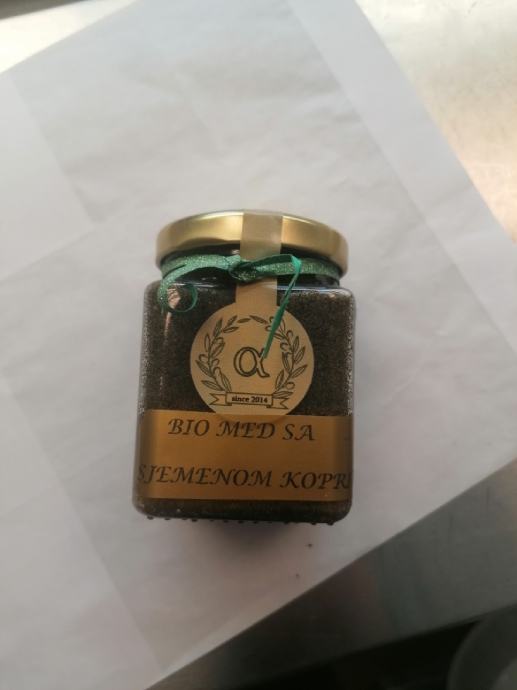 α
since 2014
BIO MED SA
SJEMENOM KOPR